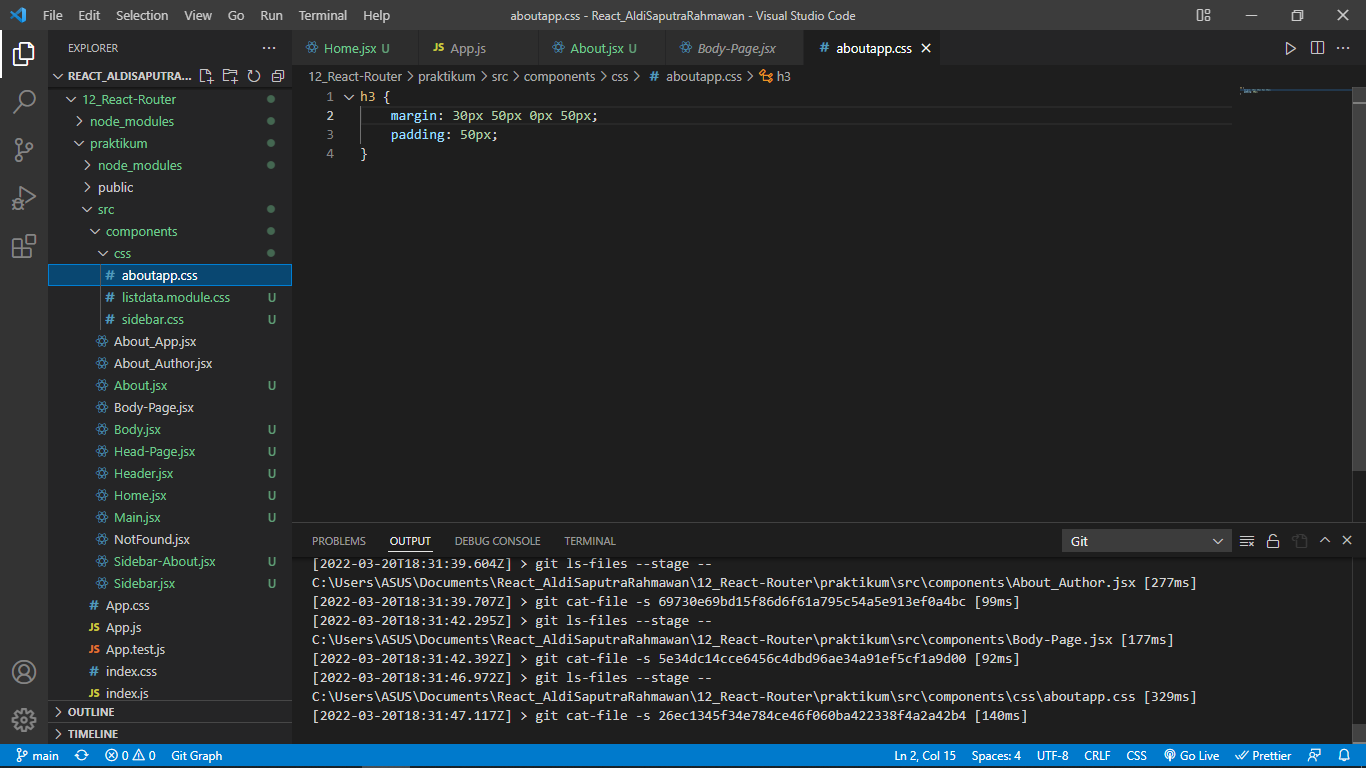 File Edit Selection View Go Run Terminal Help
aboutapp.css - React_AldiSaputraRahmawan - Visual Studio Code
EXPLORER
REACT_ALDISAPUTRA...
12_React-Router
node_modules
praktikum
node_modules
public
src
components
css
# aboutapp.css
# listdata.module.css U
# sidebar.css U
About_App.jsx
About_Author.jsx
About.jsx U
Body-Page.jsx
Body.jsx U
Head-Page.jsx U
Header.jsx U
Home.jsx U
Main.jsx U
NotFound.jsx
Sidebar-About.jsx U
Sidebar.jsx U
# App.css
JS App.js
JS App.test.js
# index.css
JS index.js
OUTLINE
TIMELINE
Home.jsx U
JS App.js
About.jsx U
Body-Page.jsx
# aboutapp.css
12_React-Router > praktikum > src > components > css > # aboutapp.css > h3
1 h3 {
2 margin: 30px 50px 0px 50px;
3 padding: 50px;
4 }
PROBLEMS OUTPUT DEBUG CONSOLE TERMINAL
Git
[2022-03-20T18:31:39.604Z] > git ls-files --stage --
C:\Users\ASUS\Documents\React_AldiSaputraRahmawan\12_React-Router\praktikum\src\components\About_Author.jsx [277ms]
[2022-03-20T18:31:39.707Z] > git cat-file -s 69730e69bd15f86d6f61a795c54a5e913ef0a4bc [99ms]
[2022-03-20T18:31:42.295Z] > git ls-files --stage --
C:\Users\ASUS\Documents\React_AldiSaputraRahmawan\12_React-Router\praktikum\src\components\Body-Page.jsx [177ms]
[2022-03-20T18:31:42.392Z] > git cat-file -s 5e34dc14cce6456c4dbd96ae34a91ef5cf1a9d00 [92ms]
[2022-03-20T18:31:46.972Z] > git ls-files --stage --
C:\Users\ASUS\Documents\React_AldiSaputraRahmawan\12_React-Router\praktikum\src\components\css\aboutapp.css [329ms]
[2022-03-20T18:31:47.117Z] > git cat-file -s 26ec1345f34e784ce46f060ba422338f4a2a42b4 [140ms]
main 0 0 Git Graph
Ln 2, Col 15 Spaces: 4 UTF-8 CRLF CSS Go Live Prettier